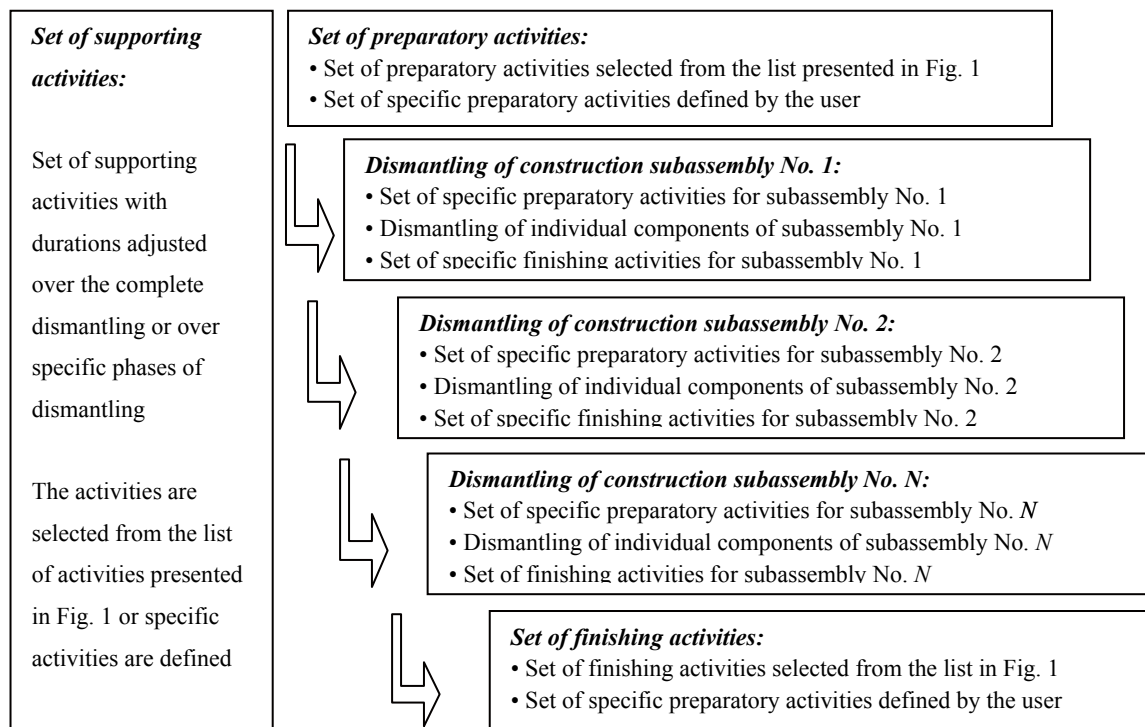 Set of supporting
activities:
Set of supporting
activities with
durations adjusted
over the complete
dismantling or over
specific phases of
dismantling
The activities are
selected from the list
of activities presented
in Fig. 1 or specific
activities are defined
Set of preparatory activities:
• Set of preparatory activities selected from the list presented in Fig. 1
• Set of specific preparatory activities defined by the user
Dismantling of construction subassembly No. 1:
• Set of specific preparatory activities for subassembly No. 1
• Dismantling of individual components of subassembly No. 1
• Set of specific finishing activities for subassembly No. 1
Dismantling of construction subassembly No. 2:
• Set of specific preparatory activities for subassembly No. 2
• Dismantling of individual components of subassembly No. 2
• Set of specific finishing activities for subassembly No. 2
Dismantling of construction subassembly No. N:
• Set of specific preparatory activities for subassembly No. N
• Dismantling of individual components of subassembly No. N
• Set of finishing activities for subassembly No. N
Set of finishing activities:
• Set of finishing activities selected from the list in Fig. 1
• Set of specific preparatory activities defined by the user